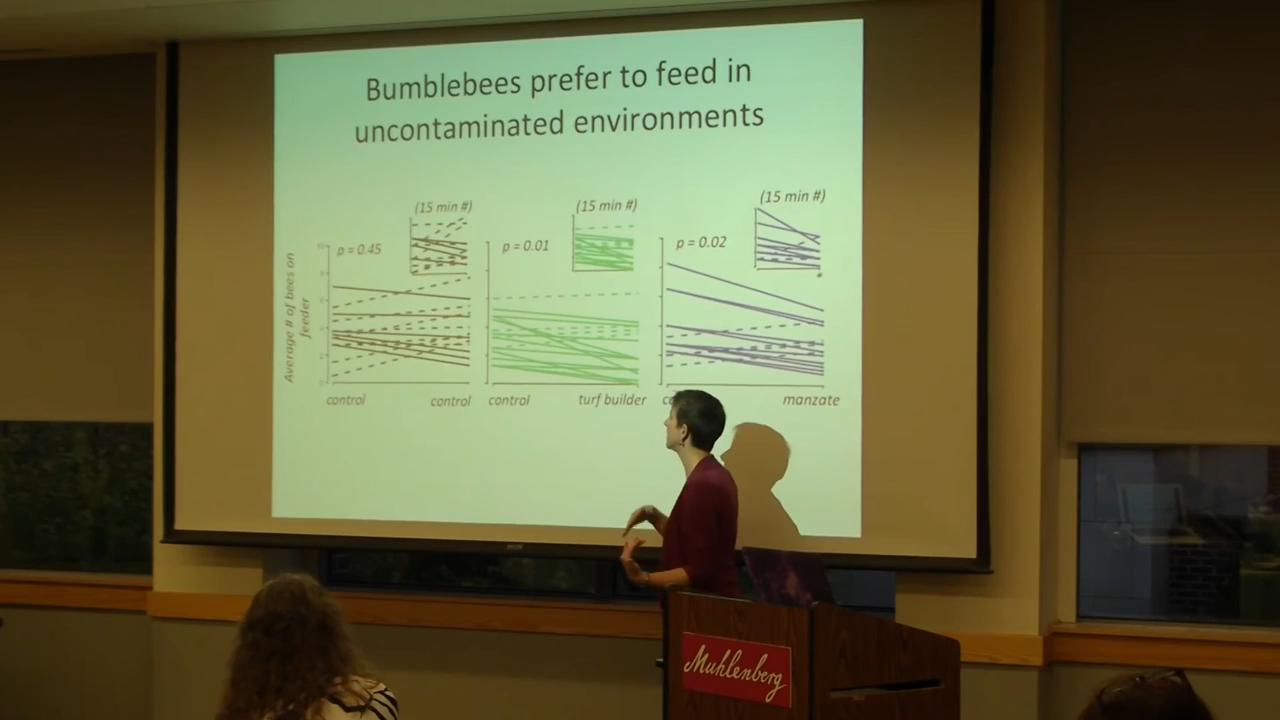 Bumblebees prefer to feed in
uncontaminated environments
(15 min #)
(15 min #)
(15 min #)
p = 0.45
p = 0.01
p = 0.02
Average # of bees on
feeder
control
control
control
turf builder
manzate
Muhlenberg